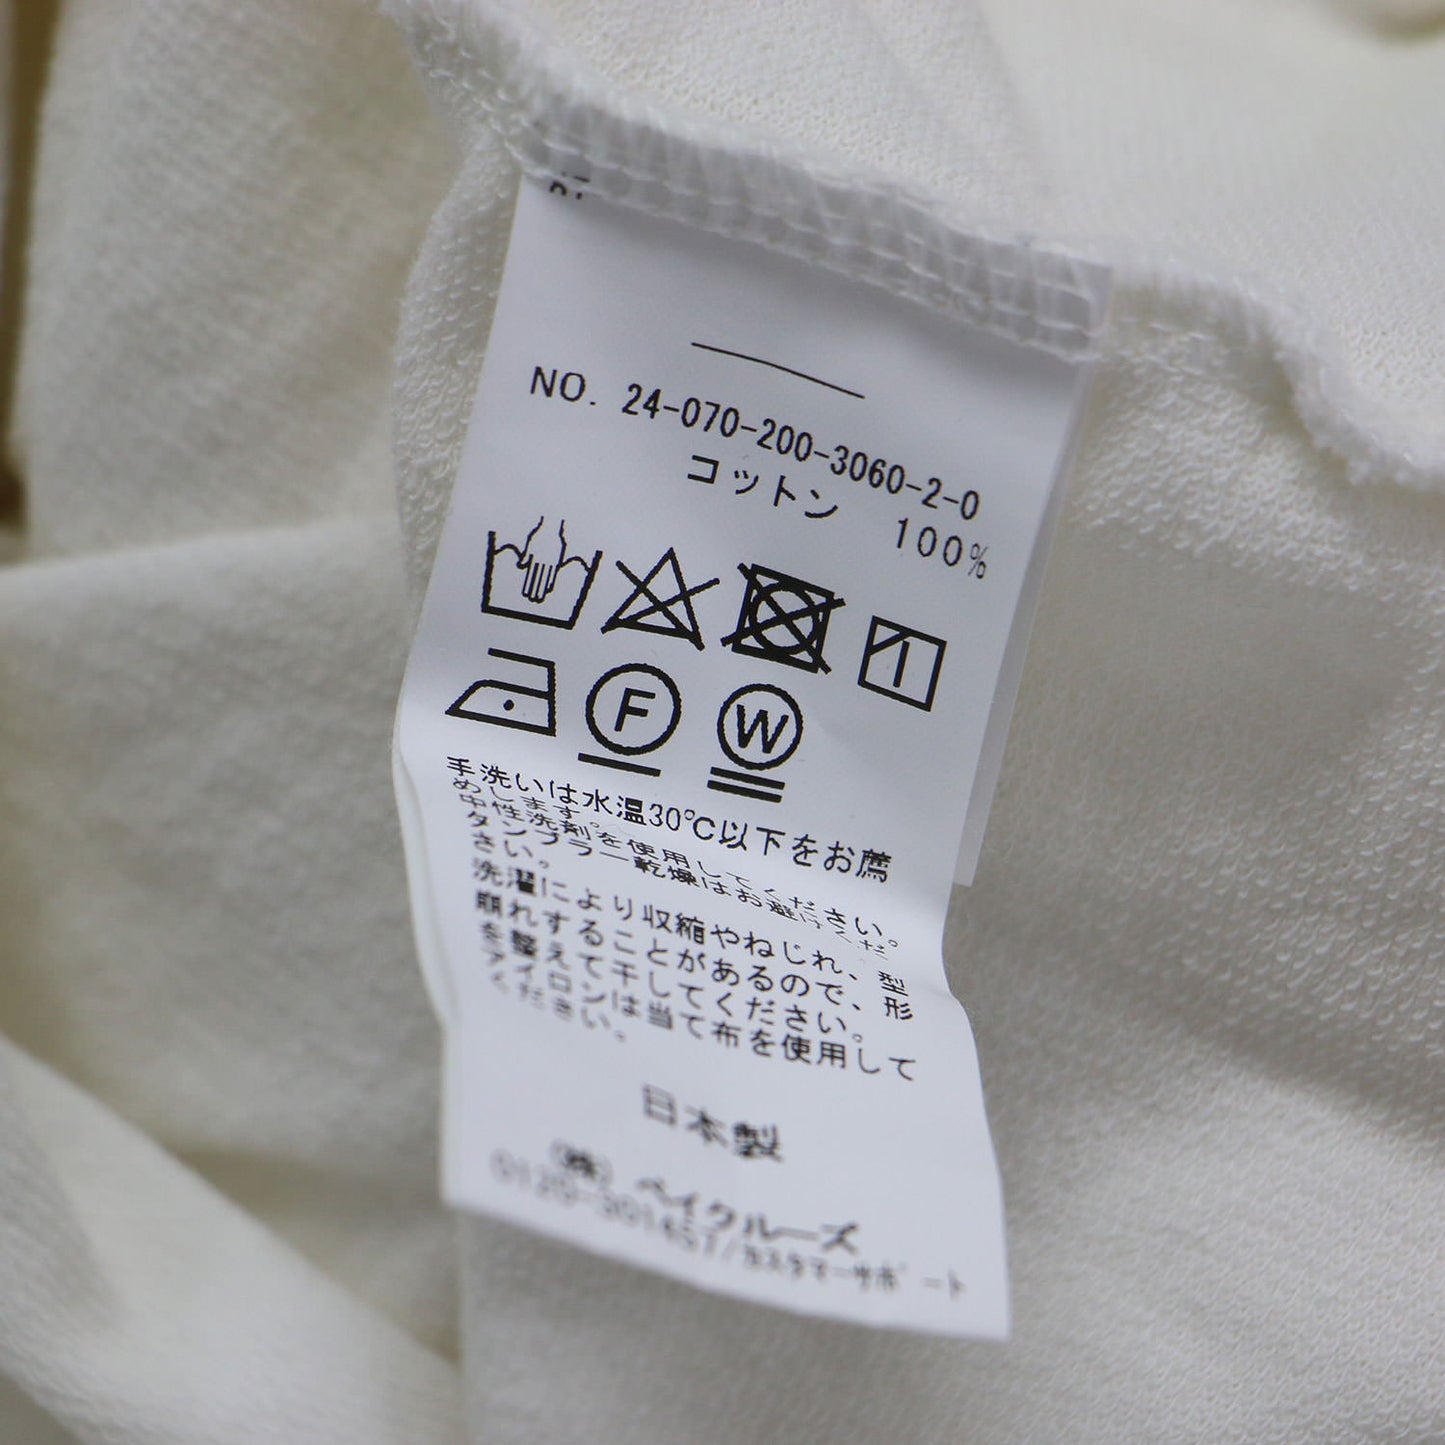 NO. 24-070-200-3060-2-0
コットン 100%
F W
手洗いは水温30℃以下をお薦
めします。
中性洗剤を使用してください。
タンブラー乾燥はお避けくだ
さい。
洗濯により収縮やねじれ、型
崩れすることがあるので、形
を整えて干してください。
アイロンは当て布を使用して
ください。
日本製
(株) ベイクルーズ
0120-301457/カスタマーサポート